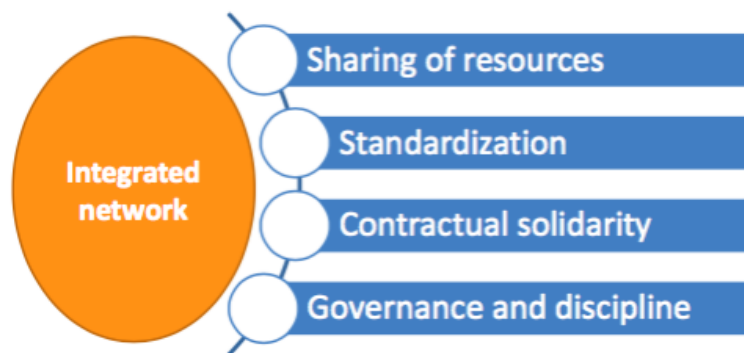 Integrated
network
Sharing of resources
Standardization
Contractual solidarity
Governance and discipline